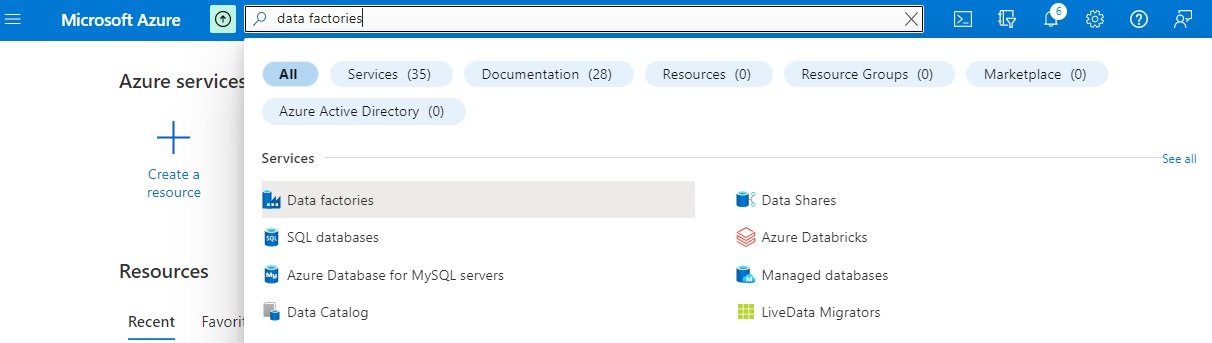 Microsoft Azure
data factories
6
All
Services (35)
Documentation (28)
Resources (0)
Resource Groups (0)
Marketplace (0)
Azure Active Directory (0)
Azure services
Create a
resource
Services
See all
Data factories
Data Shares
SQL databases
Azure Databricks
Azure Database for MySQL servers
Managed databases
Data Catalog
LiveData Migrators
Resources
Recent
Favorit